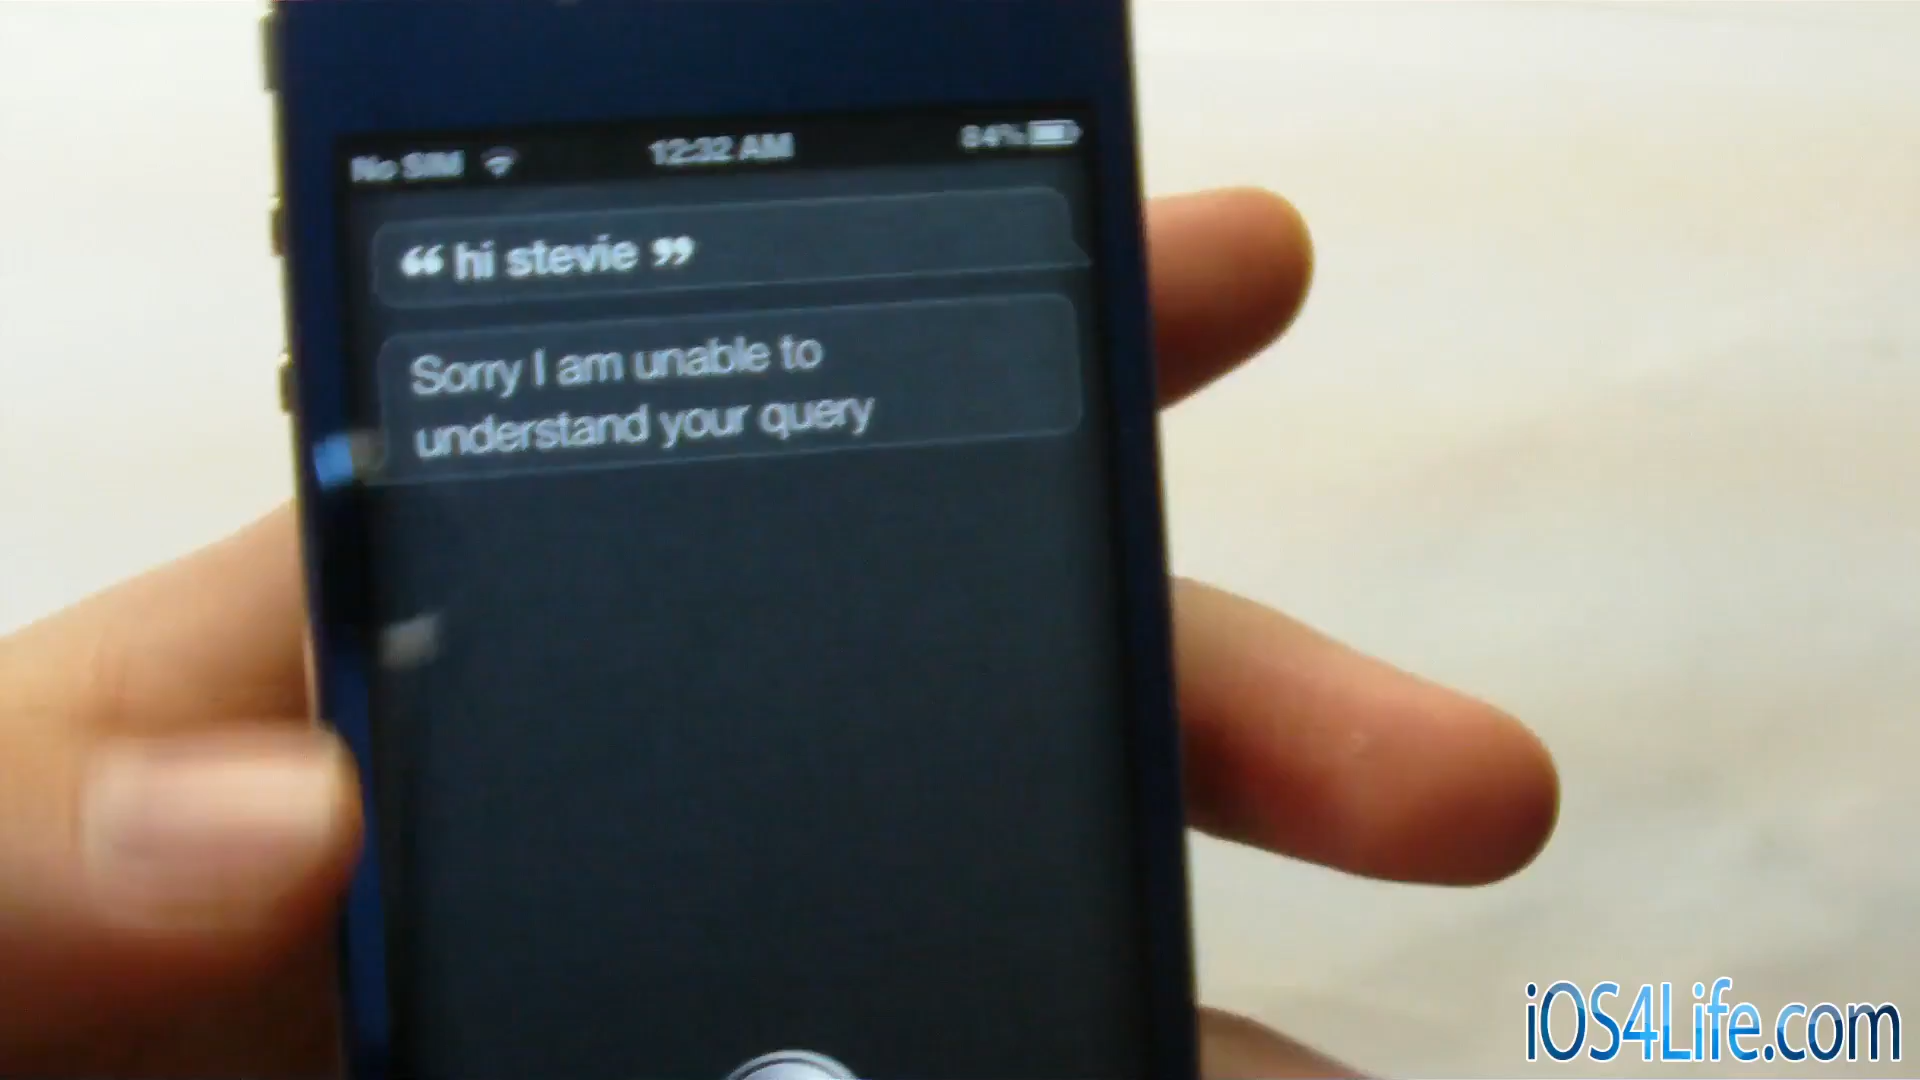 No SIM 12:32 AM 84%
“ hi stevie ”
Sorry I am unable to
understand your query
iOS4Life.com